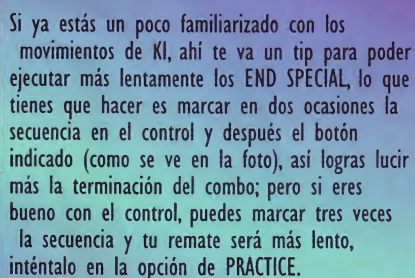 Si ya estás un poco familiarizado con los
movimientos de KI, ahí te va un tip para poder
ejecutar más lentamente los END SPECIAL, lo que
tienes que hacer es marcar en dos ocasiones la
secuencia en el control y después el botón
indicado (como se ve en la foto), así logras lucir
más la terminación del combo; pero si eres
bueno con el control, puedes marcar tres veces
la secuencia y tu remate será más lento,
inténtalo en la opción de PRACTICE.